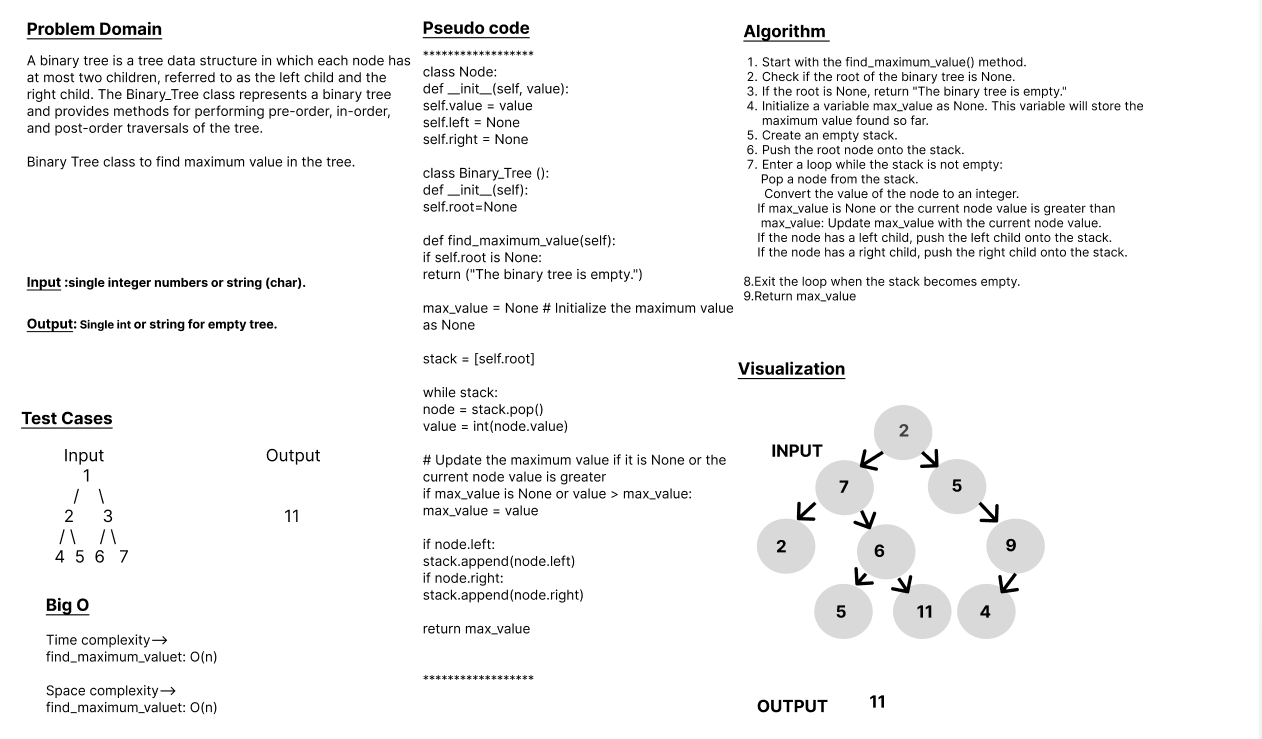 Problem Domain
A binary tree is a tree data structure in which each node has
at most two children, referred to as the left child and the
right child. The Binary_Tree class represents a binary tree
and provides methods for performing pre-order, in-order,
and post-order traversals of the tree.
Binary Tree class to find maximum value in the tree.
Input :single integer numbers or string (char).
Output: Single int or string for empty tree.
Test Cases
Input Output
1
/ \
2 3 11
/ \ / \
4 5 6 7
Big O
Time complexity-->
find_maximum_valuet: O(n)
Space complexity-->
find_maximum_valuet: O(n)
Pseudo code
******************
class Node:
def __init__(self, value):
self.value = value
self.left = None
self.right = None
class Binary_Tree ():
def __init__(self):
self.root=None
def find_maximum_value(self):
if self.root is None:
return ("The binary tree is empty.")
max_value = None # Initialize the maximum value
as None
stack = [self.root]
while stack:
node = stack.pop()
value = int(node.value)
# Update the maximum value if it is None or the
current node value is greater
if max_value is None or value > max_value:
max_value = value
if node.left:
stack.append(node.left)
if node.right:
stack.append(node.right)
return max_value
******************
Algorithm
1. Start with the find_maximum_value() method.
2. Check if the root of the binary tree is None.
3. If the root is None, return "The binary tree is empty."
4. Initialize a variable max_value as None. This variable will store the
maximum value found so far.
5. Create an empty stack.
6. Push the root node onto the stack.
7. Enter a loop while the stack is not empty:
Pop a node from the stack.
Convert the value of the node to an integer.
If max_value is None or the current node value is greater than
max_value: Update max_value with the current node value.
If the node has a left child, push the left child onto the stack.
If the node has a right child, push the right child onto the stack.
8.Exit the loop when the stack becomes empty.
9.Return max_value
Visualization
2
INPUT
7 5
2 6 9
5 11 4
OUTPUT 11